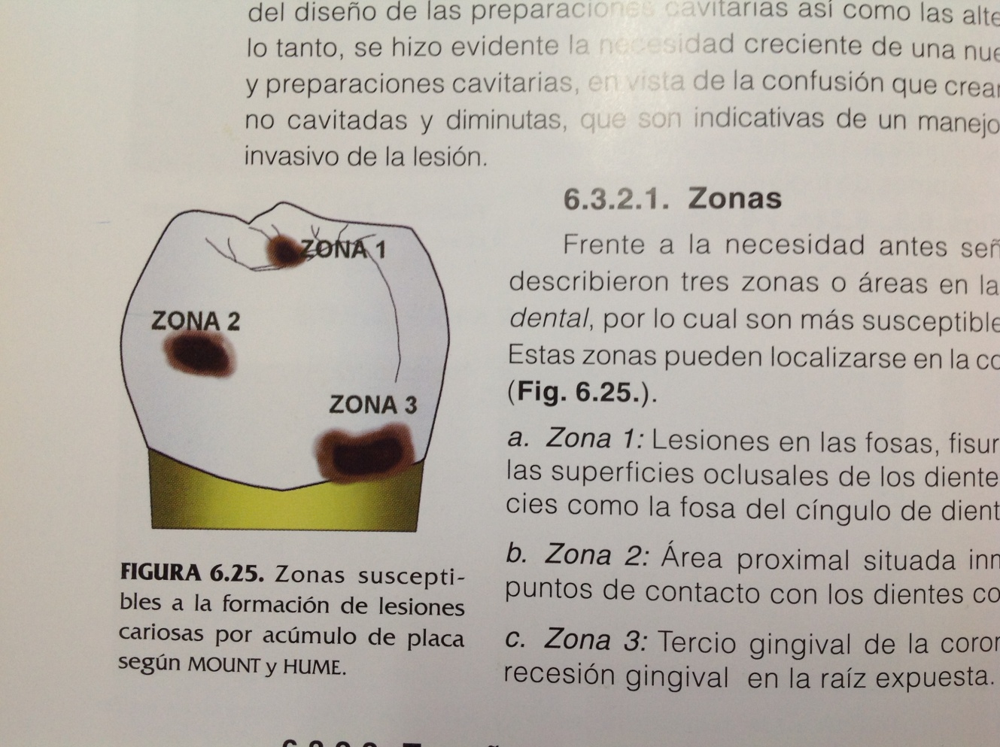 del diseño de las preparaciones cavitarias así como las alte
lo tanto, se hizo evidente la necesidad creciente de una nue
y preparaciones cavitarias, en vista de la confusión que crear
no cavitadas y diminutas, que son indicativas de un manejo
invasivo de la lesión.
ZONA 1
ZONA 2
ZONA 3
FIGURA 6.25. Zonas suscepti-
bles a la formación de lesiones
cariosas por acúmulo de placa
según MOUNT y HUME.
6.3.2.1. Zonas
Frente a la necesidad antes señ
describieron tres zonas o áreas en la
dental, por lo cual son más susceptible
Estas zonas pueden localizarse en la co
(Fig. 6.25.).
a. Zona 1: Lesiones en las fosas, fisur
las superficies oclusales de los diente
cies como la fosa del cíngulo de dient
b. Zona 2: Área proximal situada inm
puntos de contacto con los dientes co
c. Zona 3: Tercio gingival de la coron
recesión gingival en la raíz expuesta.